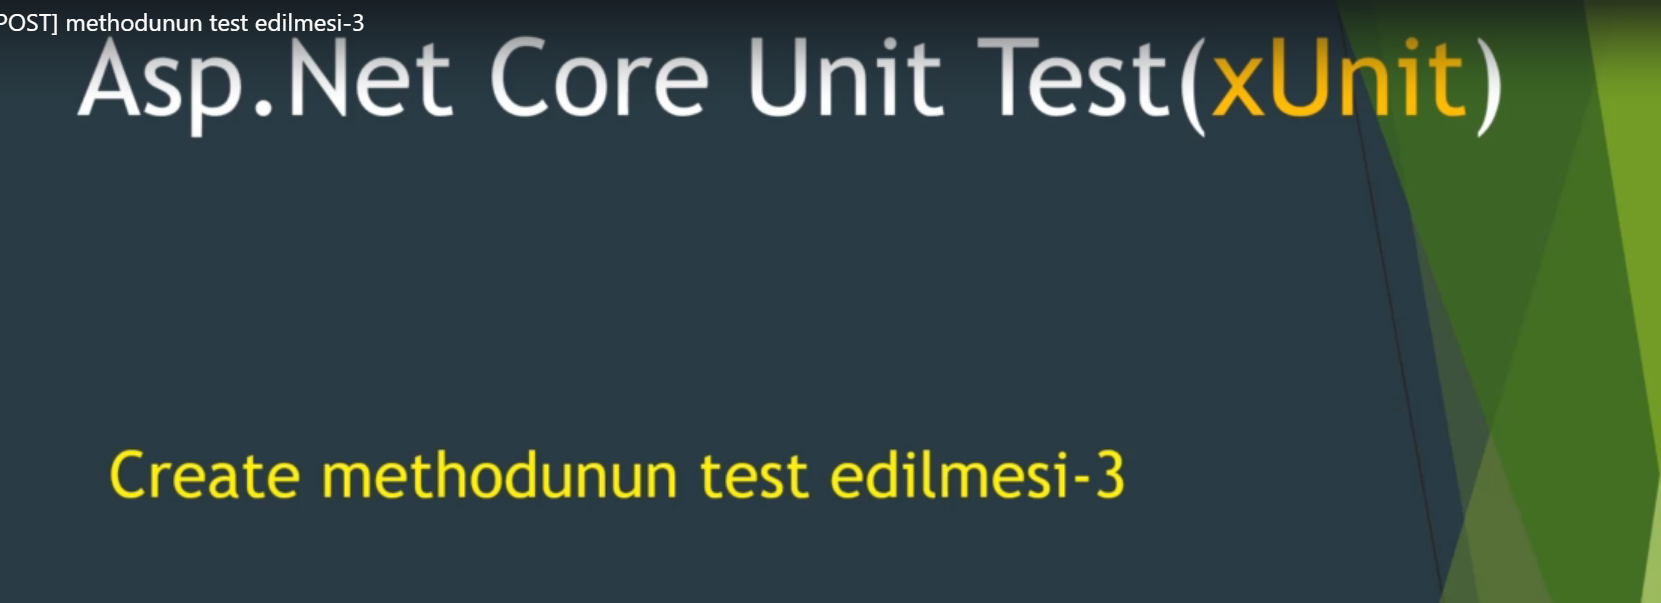 POST] methodunun test edilmesi-3
Asp.Net Core Unit Test(xUnit)
Create methodunun test edilmesi-3